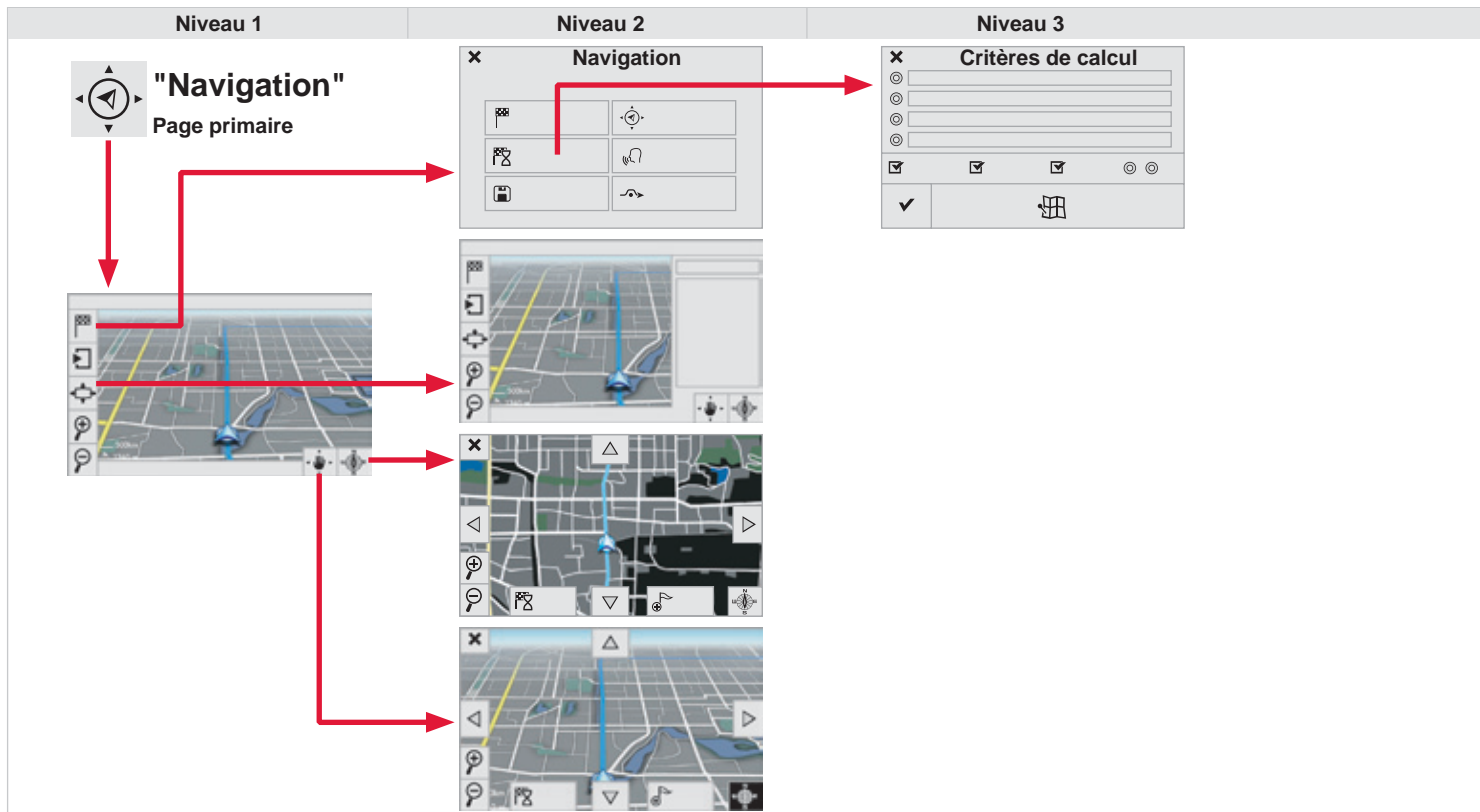 Niveau 1
Niveau 2
Niveau 3
"Navigation"
Page primaire
Navigation
Critères de calcul